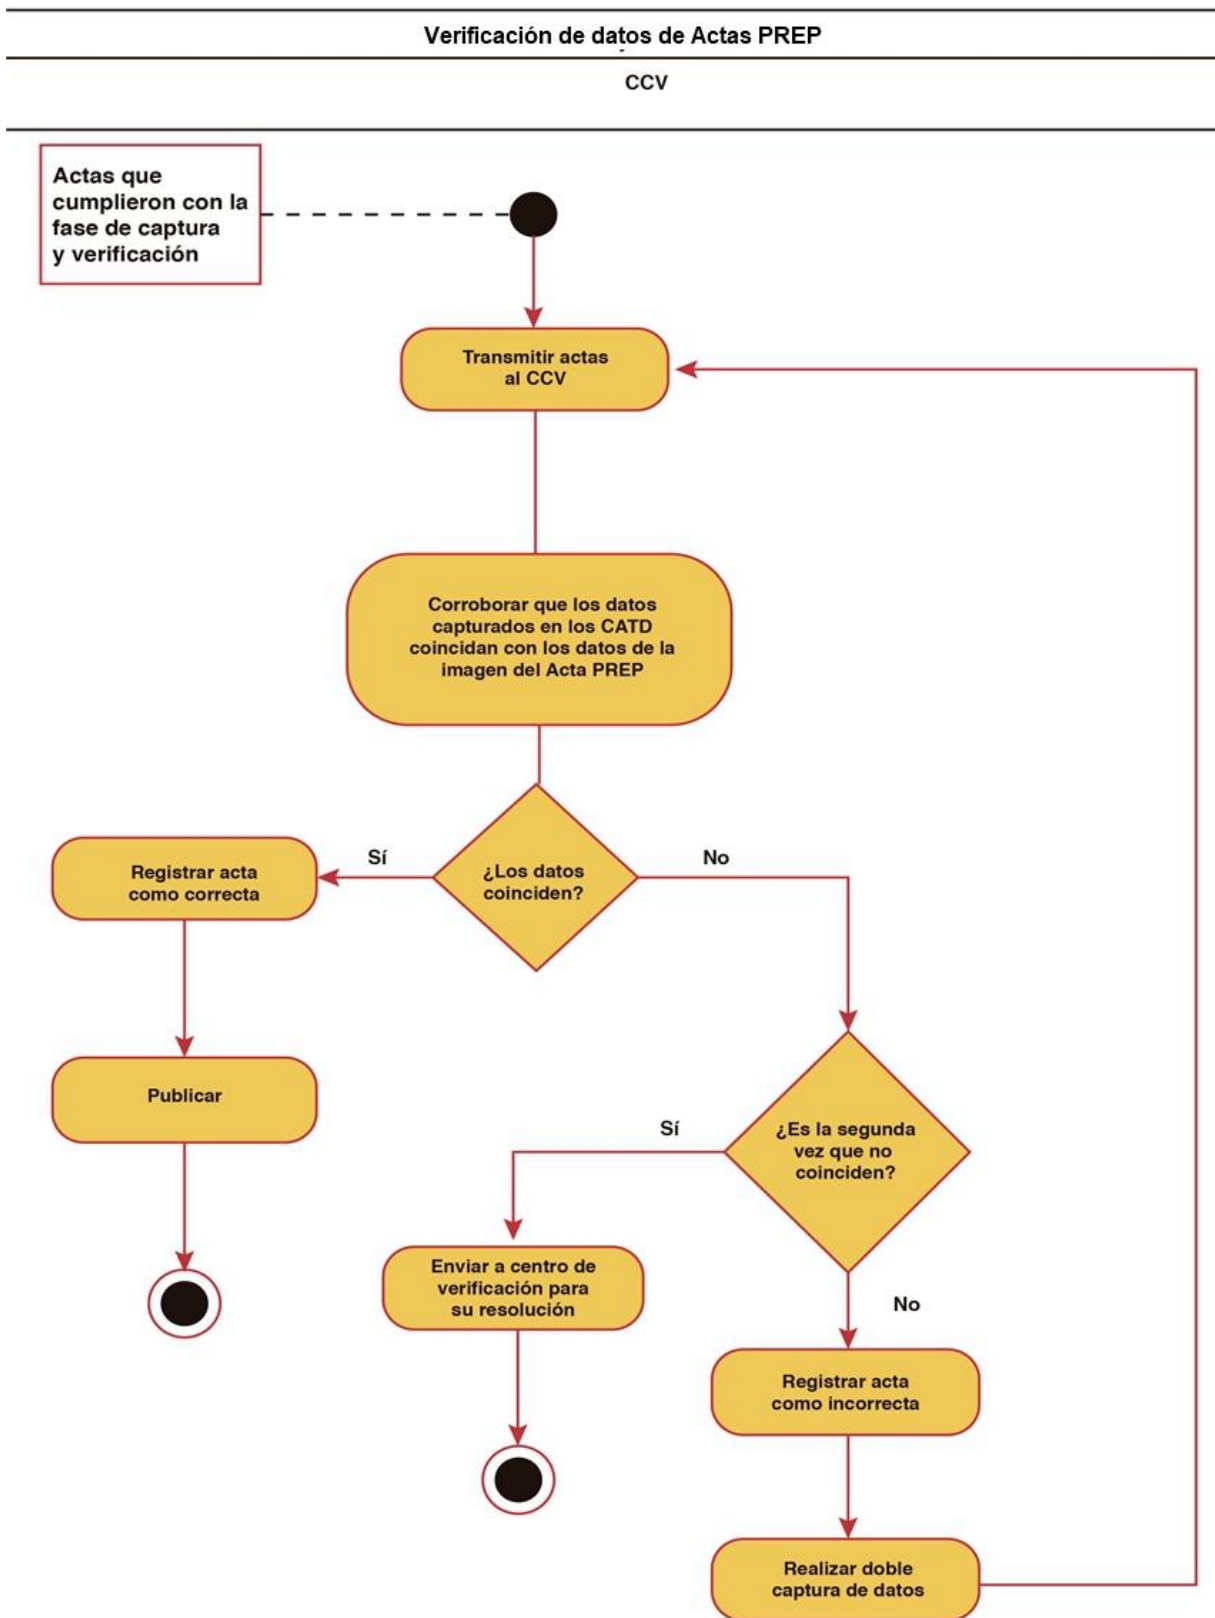 Verificación de datos de Actas PREP
CCV
Actas que
cumplieron con la
fase de captura
y verificación
Transmitir actas
al CCV
Corroborar que los datos
capturados en los CATD
coincidan con los datos de la
imagen del Acta PREP
¿Los datos
coinciden?
Sí
No
Registrar acta
como correcta
Publicar
¿Es la segunda
vez que no
coinciden?
Sí
No
Enviar a centro de
verificación para
su resolución
Registrar acta
como incorrecta
Realizar doble
captura de datos